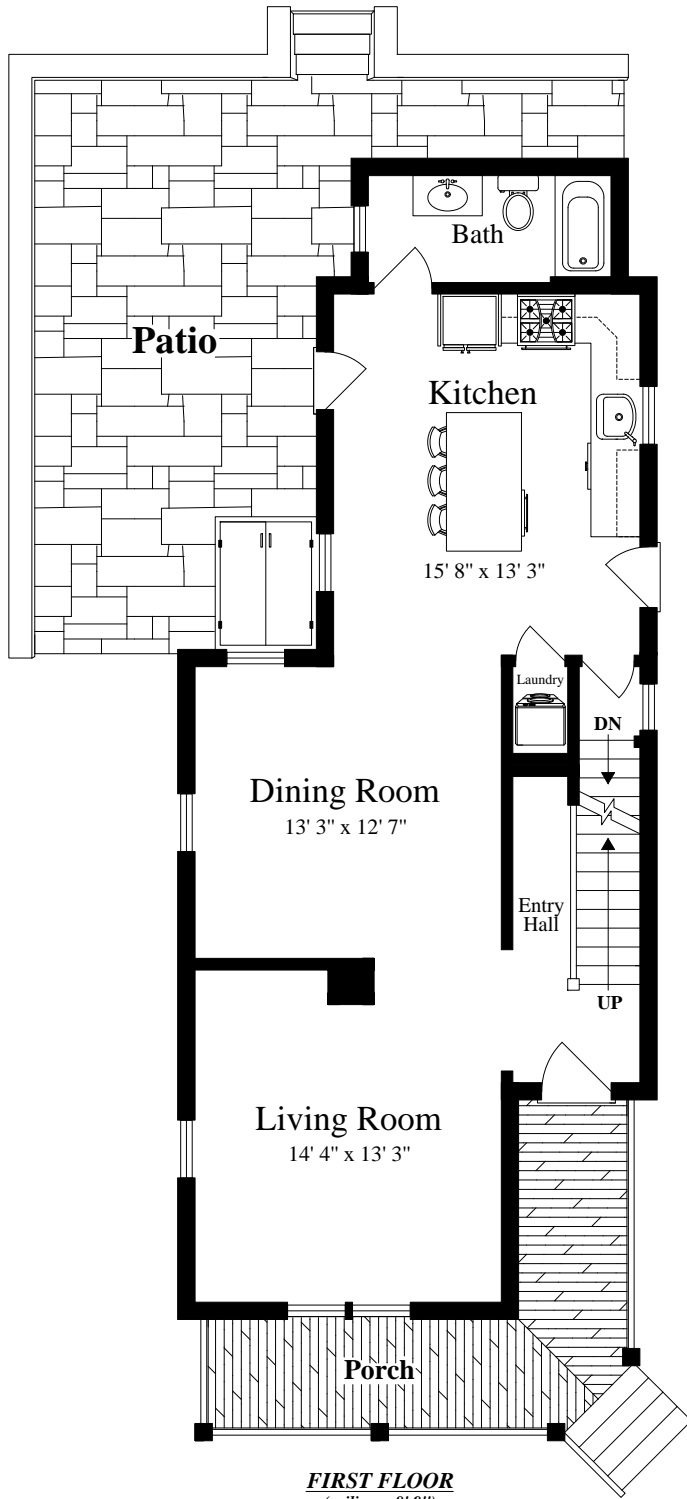 Bath
Patio
Kitchen
15' 8" x 13' 3"
Laundry
DN
Dining Room
13' 3" x 12' 7"
Entry
Hall
UP
Living Room
14' 4" x 13' 3"
Porch
FIRST FLOOR